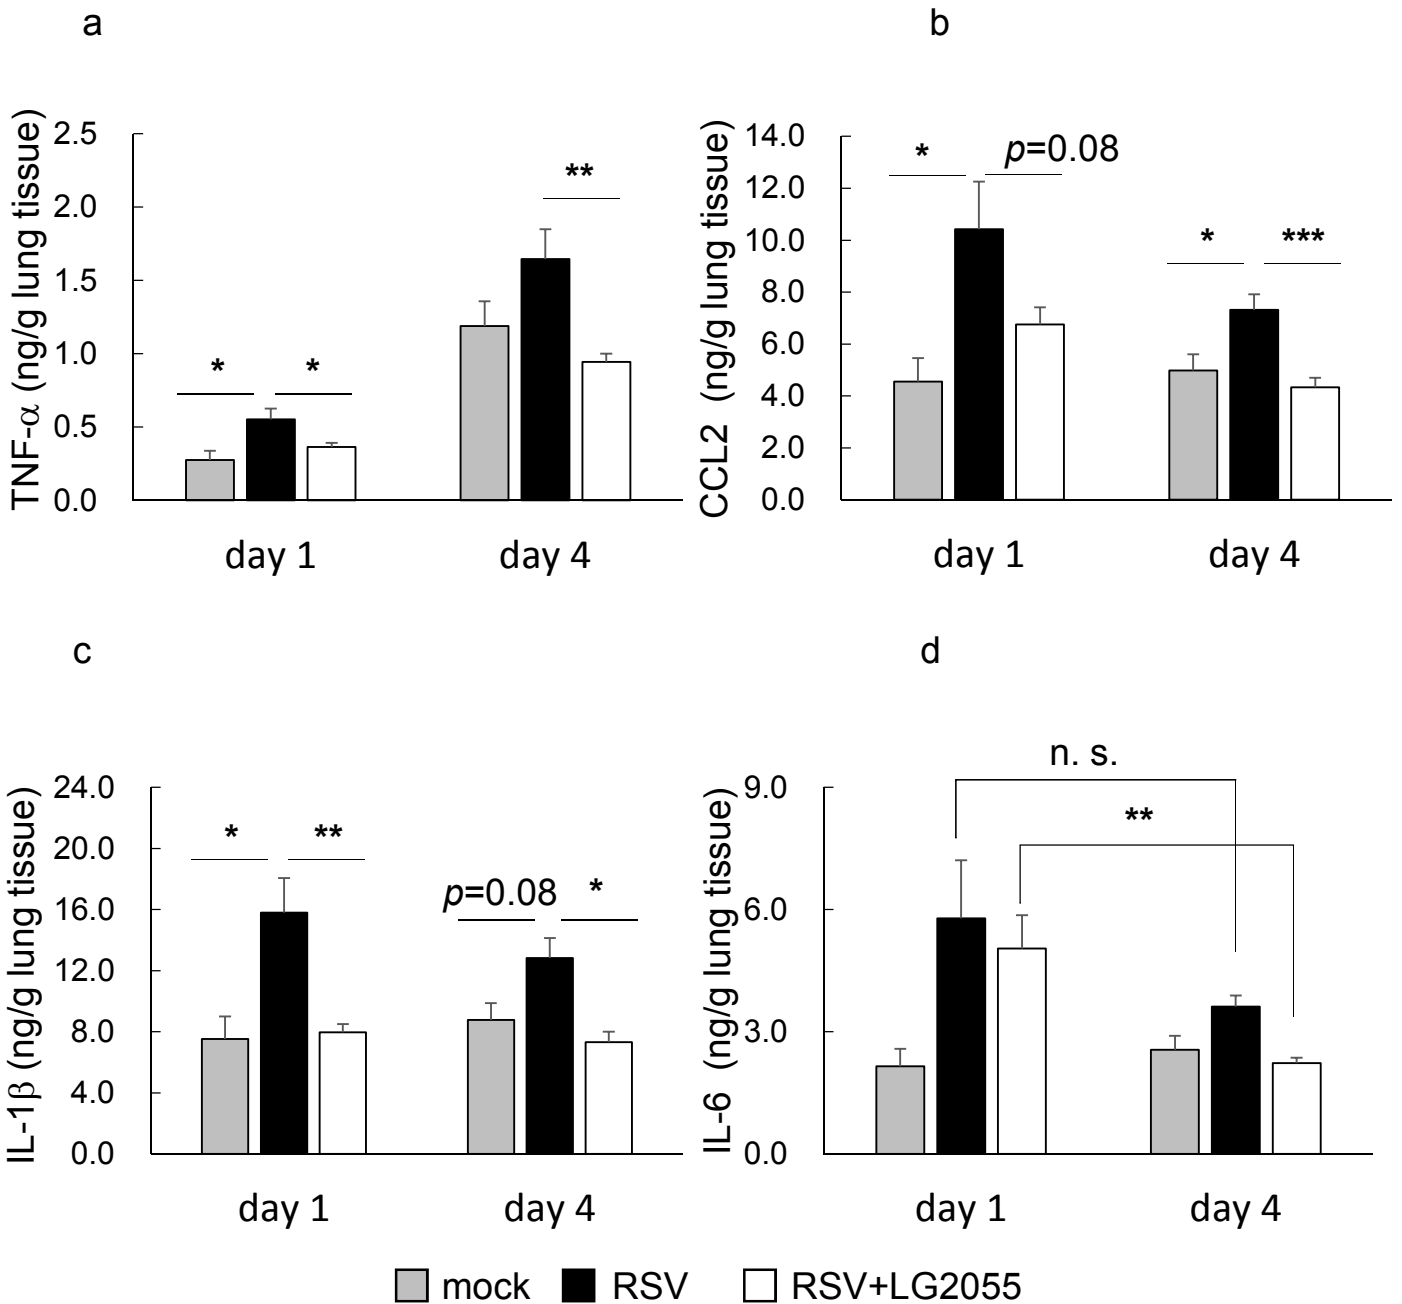 a
TNF-α (ng/g lung tissue)
2.5
2.0
1.5
1.0
0.5
0.0
*
*
**
day 1
day 4
b
CCL2 (ng/g lung tissue)
14.0
12.0
10.0
8.0
6.0
4.0
2.0
0.0
*
p=0.08
*
***
day 1
day 4
c
IL-1β (ng/g lung tissue)
24.0
20.0
16.0
12.0
8.0
4.0
0.0
*
**
p=0.08
*
day 1
day 4
d
IL-6 (ng/g lung tissue)
9.0
6.0
3.0
0.0
n. s.
**
day 1
day 4
mock RSV RSV+LG2055